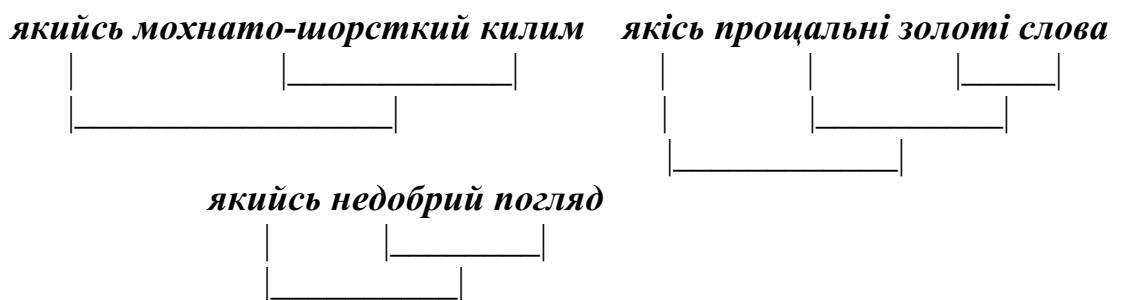 якийсь мохнато-шорсткий килим якісь прощальні золоті слова
якийсь недобрий погляд